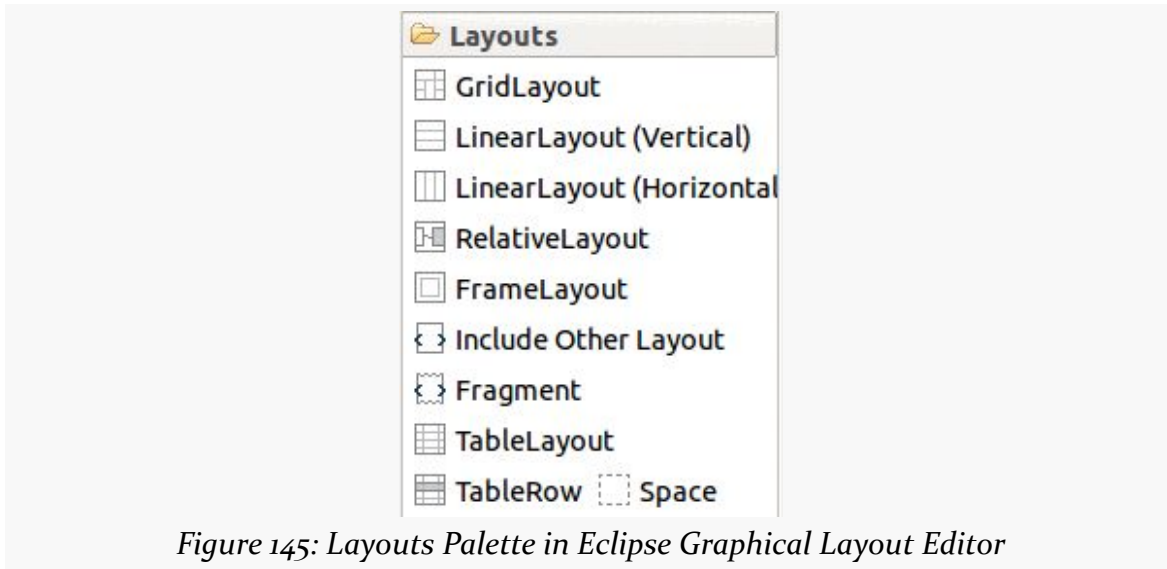 Layouts
GridLayout
LinearLayout (Vertical)
LinearLayout (Horizontal
RelativeLayout
FrameLayout
Include Other Layout
Fragment
TableLayout
TableRow Space
Figure 145: Layouts Palette in Eclipse Graphical Layout Editor